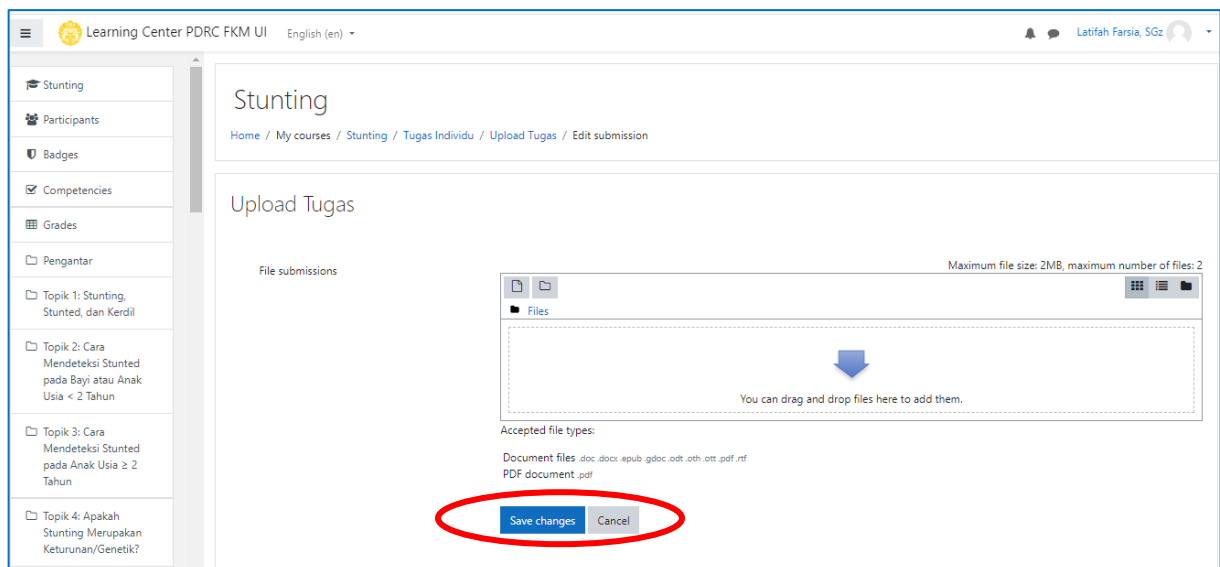 Learning Center PDRC FKM UI
English (en)
Latifah Farsia, SGz
Stunting
Participants
Badges
Competencies
Grades
Pengantar
Topik 1: Stunting,
Stunted, dan Kerdil
Topik 2: Cara
Mendeteksi Stunted
pada Bayi atau Anak
Usia < 2 Tahun
Topik 3: Cara
Mendeteksi Stunted
pada Anak Usia ≥ 2
Tahun
Topik 4: Apakah
Stunting Merupakan
Keturunan/Genetik?
Stunting
Home / My courses / Stunting / Tugas Individu / Upload Tugas / Edit submission
Upload Tugas
File submissions
Maximum file size: 2MB, maximum number of files: 2
Files
You can drag and drop files here to add them.
Accepted file types:
Document files .doc .docx .epub .gdoc .odt .oth .ott .pdf .rtf
PDF document .pdf
Save changes Cancel